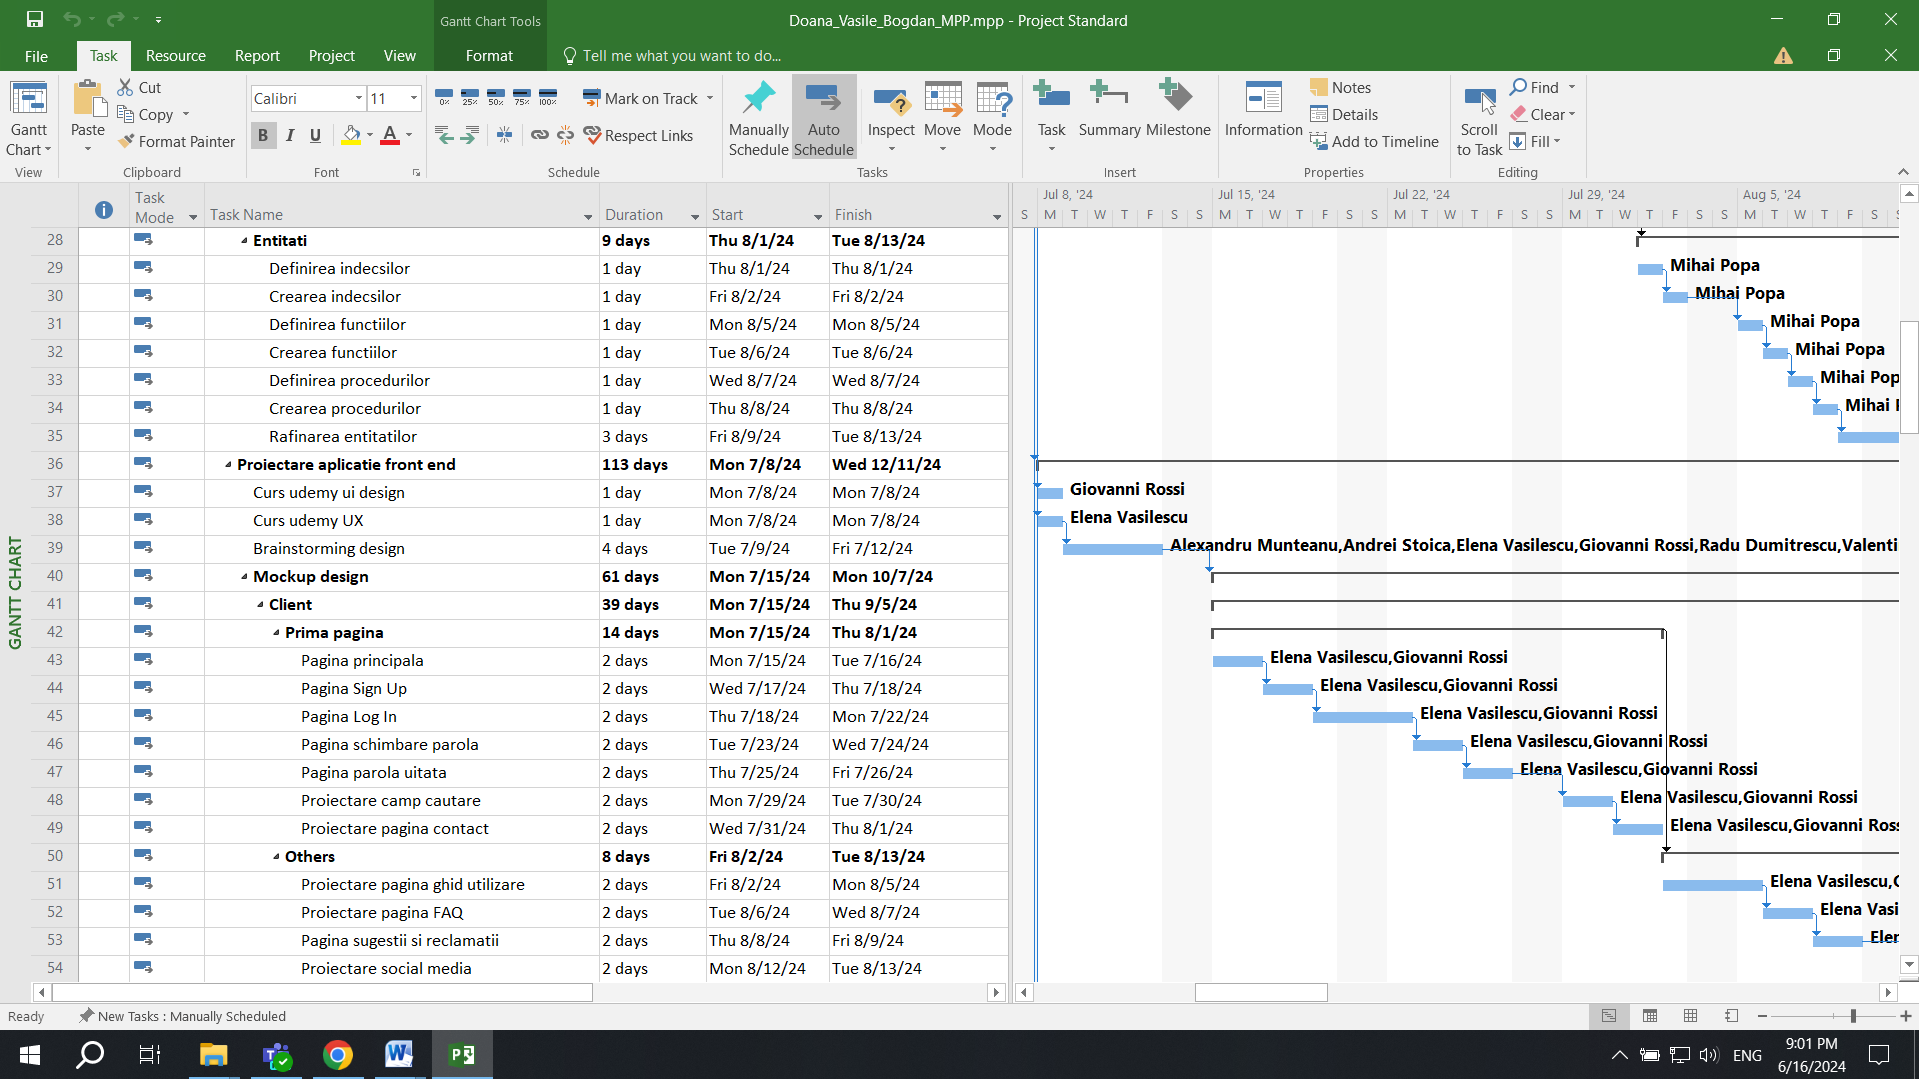 Gantt Chart Tools
Doana_Vasile_Bogdan_MPP.mpp - Project Standard
File Task Resource Report Project View Format Tell me what you want to do...
Gantt Chart
View
Paste
Cut
Copy
Format Painter
Clipboard
Calibri 11
B I U A
Font
0% 25% 50% 75% 100%
Mark on Track
Respect Links
Schedule
Manually Schedule
Auto Schedule
Inspect
Move
Mode
Tasks
Task
Summary
Milestone
Insert
Information
Notes
Details
Add to Timeline
Properties
Scroll to Task
Find
Clear
Fill
Editing
Task Mode Task Name Duration Start Finish
Jul 8, '24 Jul 15, '24 Jul 22, '24 Jul 29, '24 Aug 5, '24
S M T W T F S S M T W T F S S M T W T F S S M T W T F S S M T W T F S
GANTT CHART
28 Entitati 9 days Thu 8/1/24 Tue 8/13/24
29 Definirea indecsilor 1 day Thu 8/1/24 Thu 8/1/24 Mihai Popa
30 Crearea indecsilor 1 day Fri 8/2/24 Fri 8/2/24 Mihai Popa
31 Definirea functiilor 1 day Mon 8/5/24 Mon 8/5/24 Mihai Popa
32 Crearea functiilor 1 day Tue 8/6/24 Tue 8/6/24 Mihai Popa
33 Definirea procedurilor 1 day Wed 8/7/24 Wed 8/7/24 Mihai Pop
34 Crearea procedurilor 1 day Thu 8/8/24 Thu 8/8/24 Mihai
35 Rafinarea entitatilor 3 days Fri 8/9/24 Tue 8/13/24
36 Proiectare aplicatie front end 113 days Mon 7/8/24 Wed 12/11/24
37 Curs udemy ui design 1 day Mon 7/8/24 Mon 7/8/24 Giovanni Rossi
38 Curs udemy UX 1 day Mon 7/8/24 Mon 7/8/24 Elena Vasilescu
39 Brainstorming design 4 days Tue 7/9/24 Fri 7/12/24 Alexandru Munteanu,Andrei Stoica,Elena Vasilescu,Giovanni Rossi,Radu Dumitrescu,Valenti
40 Mockup design 61 days Mon 7/15/24 Mon 10/7/24
41 Client 39 days Mon 7/15/24 Thu 9/5/24
42 Prima pagina 14 days Mon 7/15/24 Thu 8/1/24
43 Pagina principala 2 days Mon 7/15/24 Tue 7/16/24 Elena Vasilescu,Giovanni Rossi
44 Pagina Sign Up 2 days Wed 7/17/24 Thu 7/18/24 Elena Vasilescu,Giovanni Rossi
45 Pagina Log In 2 days Thu 7/18/24 Mon 7/22/24 Elena Vasilescu,Giovanni Rossi
46 Pagina schimbare parola 2 days Tue 7/23/24 Wed 7/24/24 Elena Vasilescu,Giovanni Rossi
47 Pagina parola uitata 2 days Thu 7/25/24 Fri 7/26/24 Elena Vasilescu,Giovanni Rossi
48 Proiectare camp cautare 2 days Mon 7/29/24 Tue 7/30/24 Elena Vasilescu,Giovanni Rossi
49 Proiectare pagina contact 2 days Wed 7/31/24 Thu 8/1/24 Elena Vasilescu,Giovanni Ros
50 Others 8 days Fri 8/2/24 Tue 8/13/24
51 Proiectare pagina ghid utilizare 2 days Fri 8/2/24 Mon 8/5/24 Elena Vasilescu,
52 Proiectare pagina FAQ 2 days Tue 8/6/24 Wed 8/7/24 Elena Vasi
53 Pagina sugestii si reclamatii 2 days Thu 8/8/24 Fri 8/9/24 Eler
54 Proiectare social media 2 days Mon 8/12/24 Tue 8/13/24
Ready New Tasks : Manually Scheduled
ENG 9:01 PM
6/16/2024